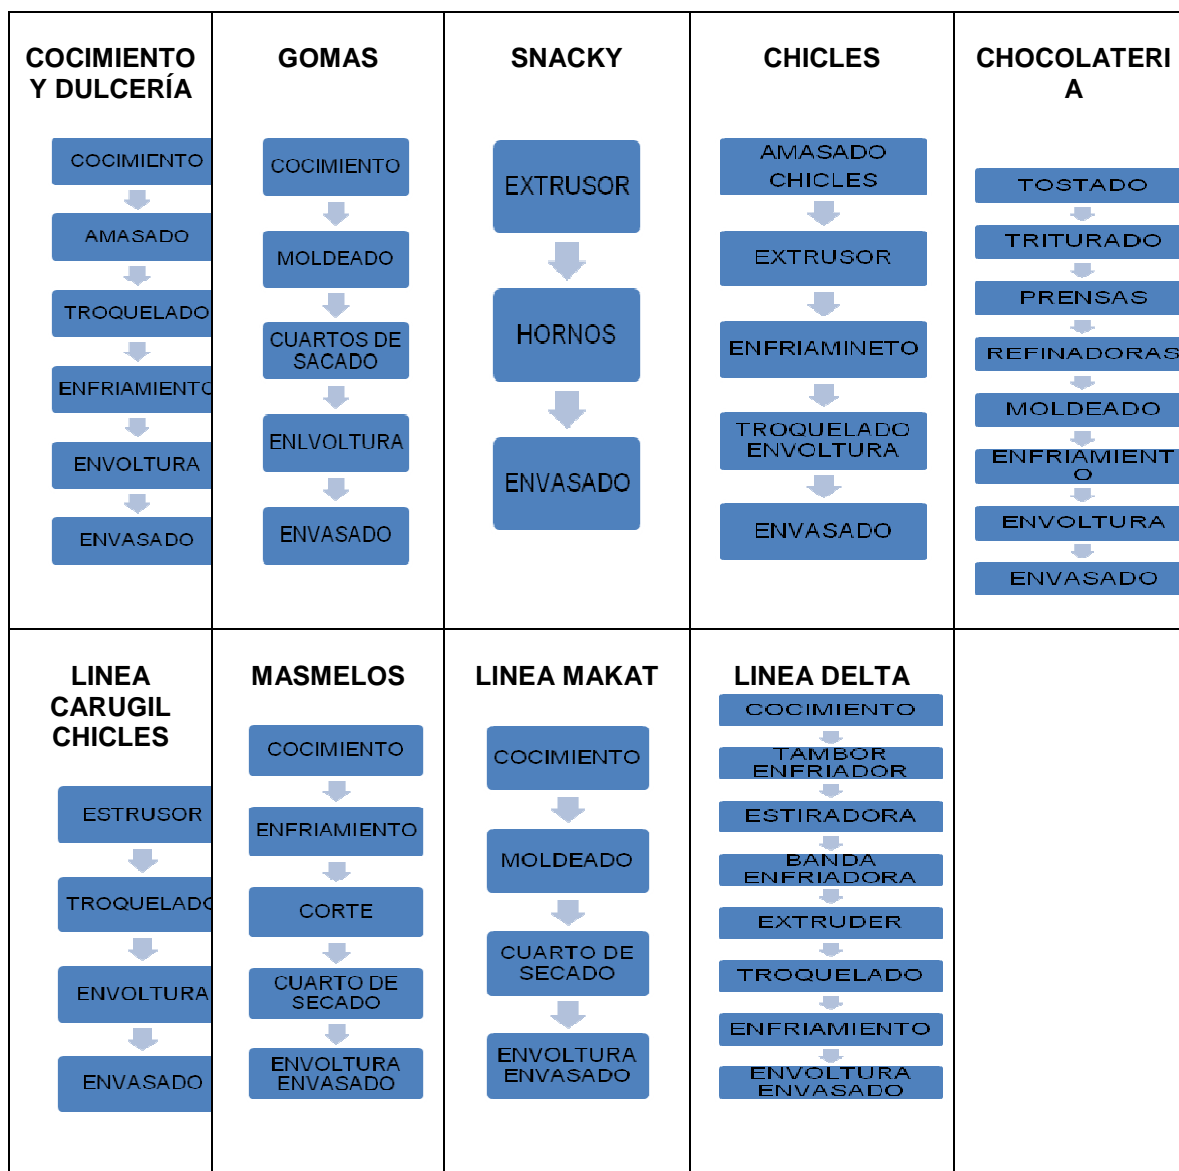 COCIMIENTO
Y DULCERÍA
COCIMIENTO
AMASADO
TROQUELADO
ENFRIAMIENTO
ENVOLTURA
ENVASADO
GOMAS
COCIMIENTO
MOLDEADO
CUARTOS DE
SACADO
ENLVOLTURA
ENVASADO
SNACKY
EXTRUSOR
HORNOS
ENVASADO
CHICLES
AMASADO
CHICLES
EXTRUSOR
ENFRIAMINETO
TROQUELADO
ENVOLTURA
ENVASADO
CHOCOLATERI
A
TOSTADO
TRITURADO
PRENSAS
REFINADORAS
MOLDEADO
ENFRIAMIENT
O
ENVOLTURA
ENVASADO
LINEA
CARUGIL
CHICLES
ESTRUSOR
TROQUELADO
ENVOLTURA
ENVASADO
MASMELOS
COCIMIENTO
ENFRIAMIENTO
CORTE
CUARTO DE
SECADO
ENVOLTURA
ENVASADO
LINEA MAKAT
COCIMIENTO
MOLDEADO
CUARTO DE
SECADO
ENVOLTURA
ENVASADO
LINEA DELTA
COCIMIENTO
TAMBOR
ENFRIADOR
ESTIRADORA
BANDA
ENFRIADORA
EXTRUDER
TROQUELADO
ENFRIAMIENTO
ENVOLTURA
ENVASADO